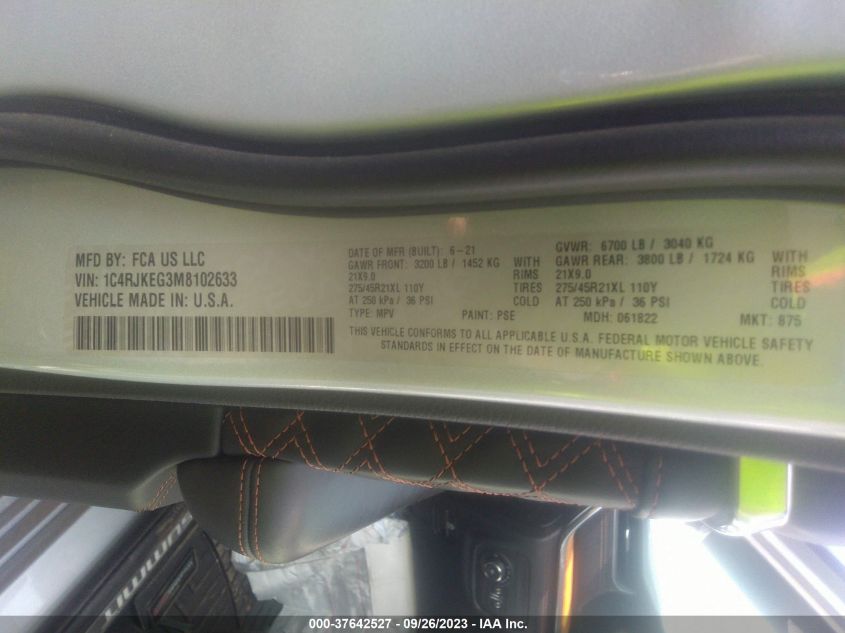 MFD BY: FCA US LLC
VIN: 1C4RJKEG3M8102633
VEHICLE MADE IN: U.S.A.
DATE OF MFR (BUILT): 6-21
GAWR FRONT: 3200 LB / 1452 KG WITH
21X9.0 RIMS
275/45R21XL 110Y TIRES
AT 250 kPa / 36 PSI COLD
TYPE: MPV PAINT: PSE
GVWR: 6700 LB / 3040 KG
GAWR REAR: 3800 LB / 1724 KG WITH
21X9.0 RIMS
275/45R21XL 110Y TIRES
AT 250 kPa / 36 PSI COLD
MDH: 061822 MKT: 875
THIS VEHICLE CONFORMS TO ALL APPLICABLE U.S.A. FEDERAL MOTOR VEHICLE SAFETY
STANDARDS IN EFFECT ON THE DATE OF MANUFACTURE SHOWN ABOVE.
000-37642527 - 09/26/2023 - IAA Inc.